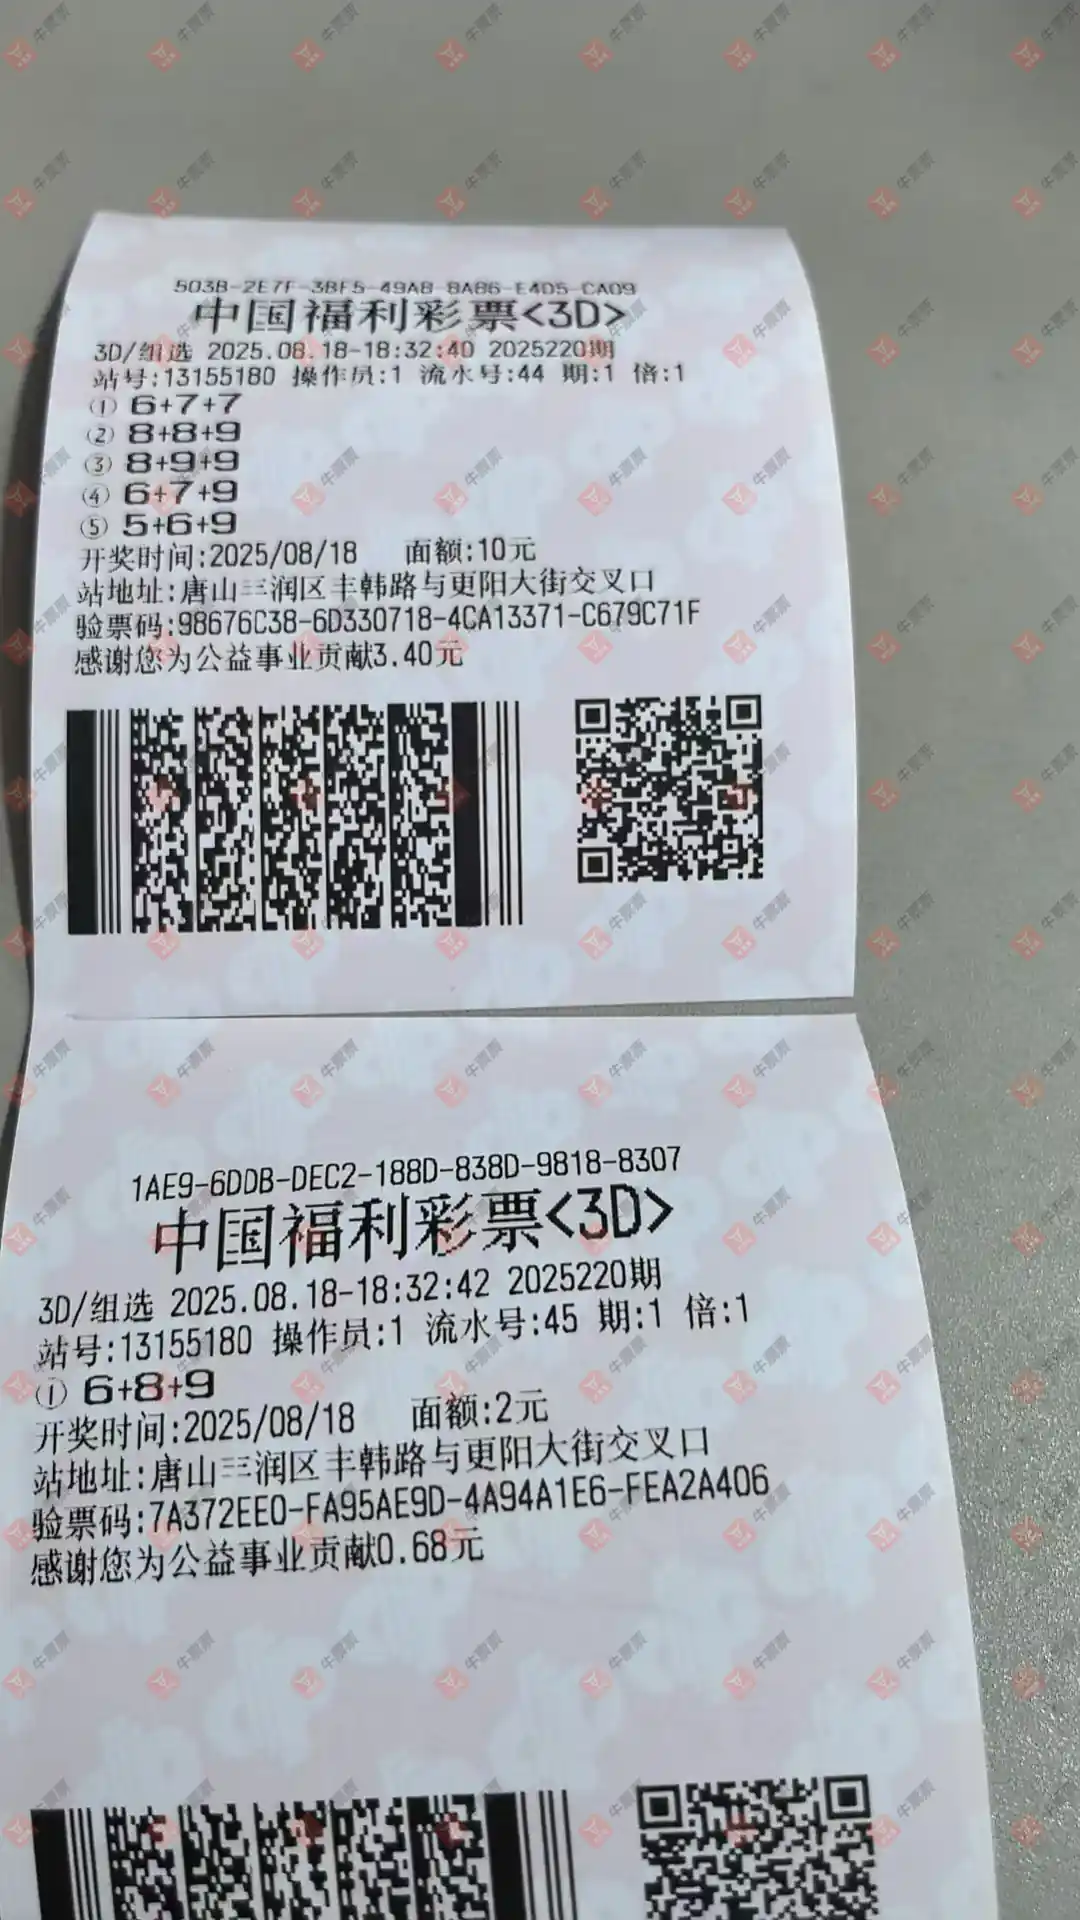 503B-2E7F-3BF5-49AB-8AB6-E4D5-CA09
中国福利彩票<3D>
3D/组选 2025.08.18-18:32:40 2025220期
站号:13155180 操作员:1 流水号:44 期:1 倍:1
① 6+7+7
② 8+8+9
③ 8+9+9
④ 6+7+9
⑤ 5+6+9
开奖时间:2025/08/18 面额:10元
站地址:唐山三润区丰韩路与更阳大街交叉口
验票码:98676C38-6D330718-4CA13371-C679C71F
感谢您为公益事业贡献3.40元
1AE9-6DDB-DEC2-188D-838D-9818-8307
中国福利彩票<3D>
3D/组选 2025.08.18-18:32:42 2025220期
站号:13155180 操作员:1 流水号:45 期:1 倍:1
① 6+8+9
开奖时间:2025/08/18 面额:2元
站地址:唐山三润区丰韩路与更阳大街交叉口
验票码:7A372EE0-FA95AE9D-4A94A1E6-FEA2A406
感谢您为公益事业贡献0.68元
牛票票